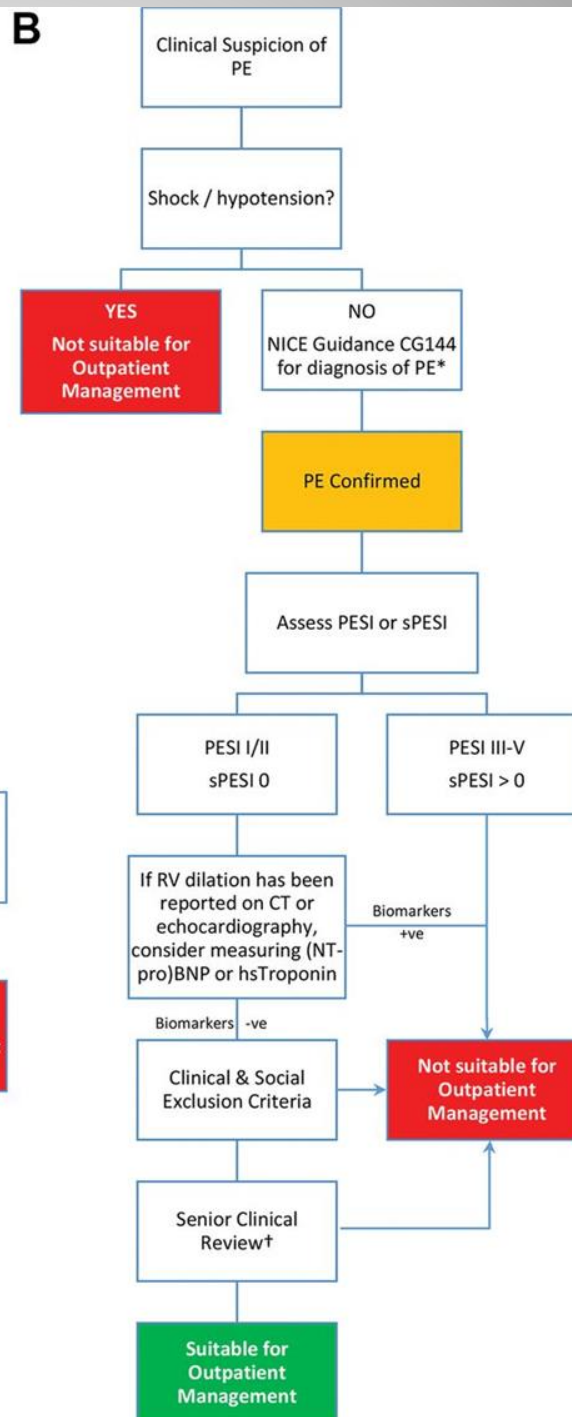 B
Clinical Suspicion of
PE
Shock / hypotension?
YES
Not suitable for
Outpatient
Management
NO
NICE Guidance CG144
for diagnosis of PE*
PE Confirmed
Assess PESI or sPESI
PESI I/II
sPESI 0
PESI III-V
sPESI > 0
If RV dilation has been
reported on CT or
echocardiography,
consider measuring (NT-
pro)BNP or hsTroponin
Biomarkers
+ve
Biomarkers -ve
Clinical & Social
Exclusion Criteria
Not suitable for
Outpatient
Management
Senior Clinical
Review†
Suitable for
Outpatient
Management